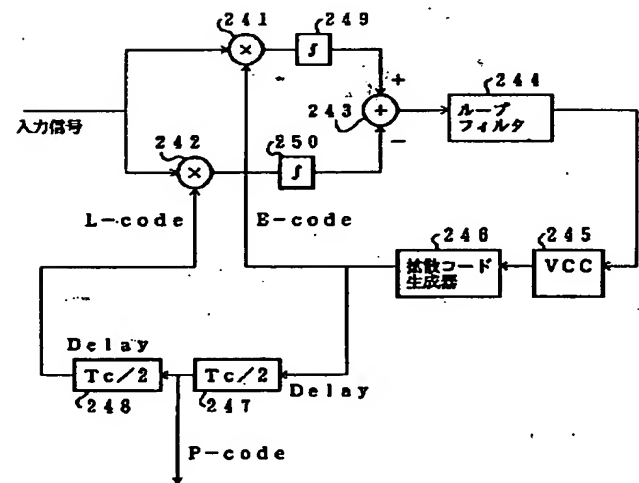 241
249
×
∫
+
244
243
+
ループ
フィルタ
入力信号
242
250
−
×
∫
L-code
E-code
246
245
拡散コード
生成器
VCC
Delay
Tc/2
Tc/2
248
247
Delay
P-code